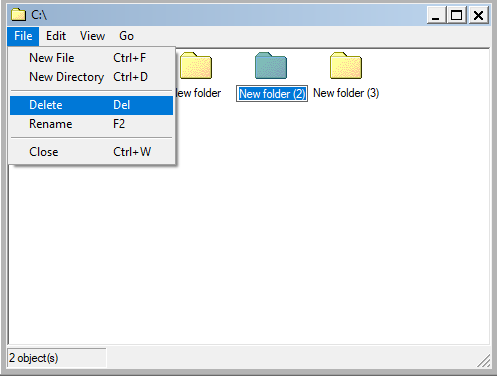 C:\
File Edit View Go
New File Ctrl+F
New Directory Ctrl+D
Delete Del
Rename F2
Close Ctrl+W
ew folder New folder (2) New folder (3)
2 object(s)